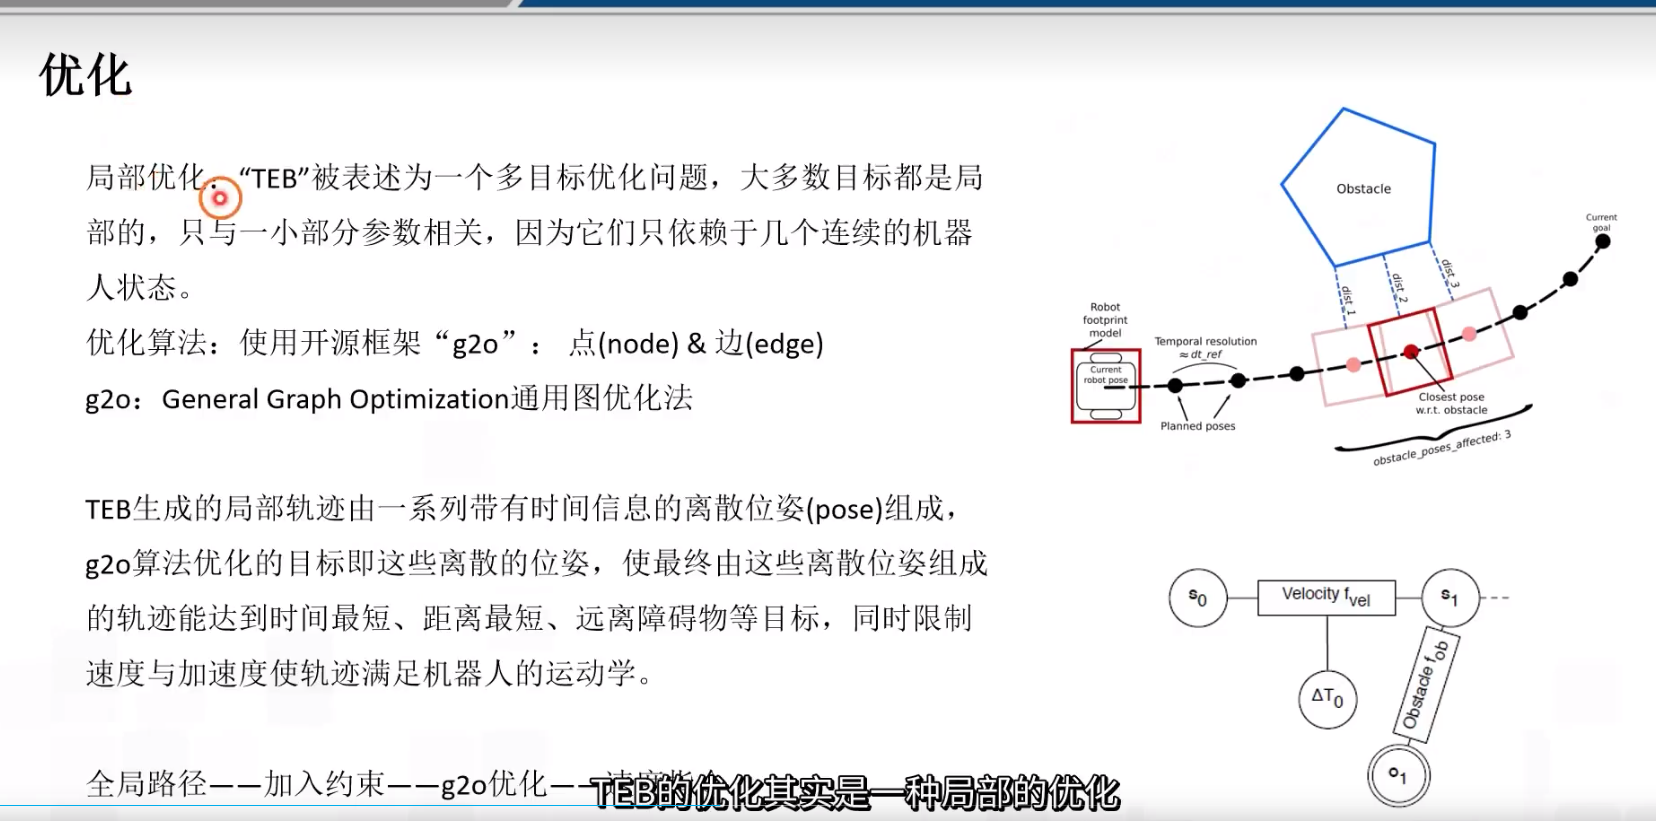 优化
局部优化：“TEB”被表述为一个多目标优化问题，大多数目标都是局
部的，只与一小部分参数相关，因为它们只依赖于几个连续的机器
人状态。
优化算法：使用开源框架“g2o”： 点(node) & 边(edge)
g2o：General Graph Optimization通用图优化法
TEB生成的局部轨迹由一系列带有时间信息的离散位姿(pose)组成，
g2o算法优化的目标即这些离散的位姿，使最终由这些离散位姿组成
的轨迹能达到时间最短、距离最短、远离障碍物等目标，同时限制
速度与加速度使轨迹满足机器人的运动学。
全局路径——加入约束——g2o优化——
TEB的优化其实是一种局部的优化
Obstacle
Current
goal
dist_1
dist_2
dist_3
Robot
footprint
model
Current
robot pose
Temporal resolution
≈ dt_ref
Planned poses
Closest pose
w.r.t. obstacle
obstacle_poses_affected: 3
s0
Velocity fvel
s1
ΔT0
Obstacle fob
o1